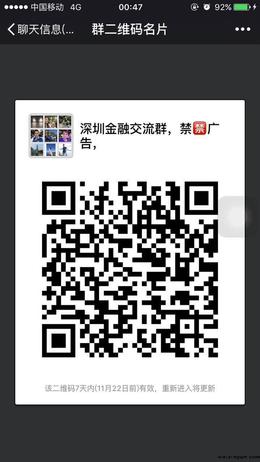 中国移动 4G 00:47 92%
聊天信息(... 群二维码名片
深圳金融交流群，禁🈲广
告，
该二维码7天内(11月22日前)有效，重新进入将更新